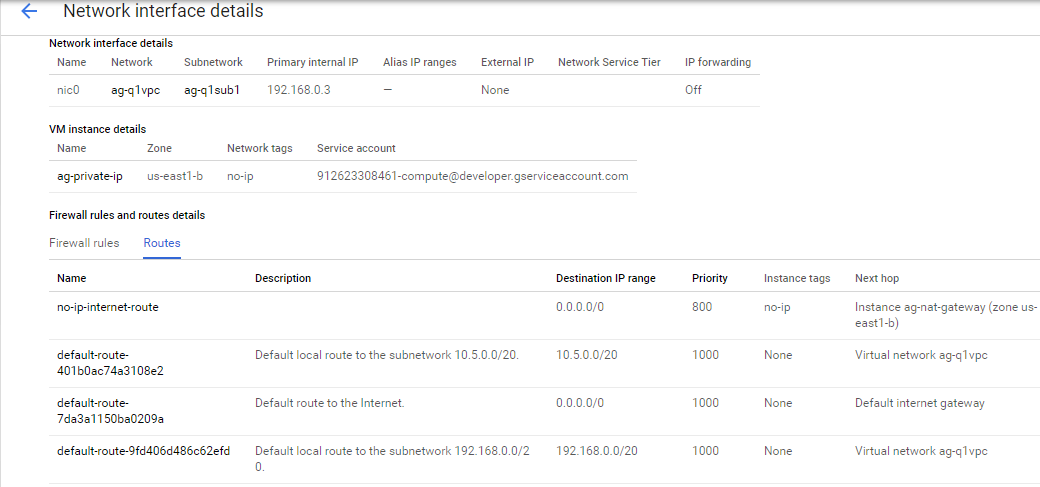 Network interface details
Network interface details
Name Network Subnetwork Primary internal IP Alias IP ranges External IP Network Service Tier IP forwarding
nic0 ag-q1vpc ag-q1sub1 192.168.0.3 — None Off
VM instance details
Name Zone Network tags Service account
ag-private-ip us-east1-b no-ip 912623308461-compute@developer.gserviceaccount.com
Firewall rules and routes details
Firewall rules Routes
Name Description Destination IP range Priority Instance tags Next hop
no-ip-internet-route 0.0.0.0/0 800 no-ip Instance ag-nat-gateway (zone us-
east1-b)
default-route- Default local route to the subnetwork 10.5.0.0/20. 10.5.0.0/20 1000 None Virtual network ag-q1vpc
401b0ac74a3108e2
default-route- Default route to the Internet. 0.0.0.0/0 1000 None Default internet gateway
7da3a1150ba0209a
default-route-9fd406d486c62efd Default local route to the subnetwork 192.168.0.0/2 192.168.0.0/20 1000 None Virtual network ag-q1vpc
0.